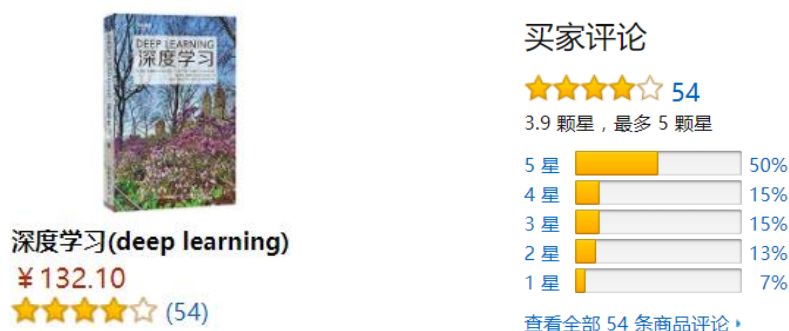 DEEP LEARNING
深度学习
深度学习(deep learning)
￥132.10
(54)
买家评论
54
3.9 颗星，最多 5 颗星
5 星 50%
4 星 15%
3 星 15%
2 星 13%
1 星 7%
查看全部 54 条商品评论